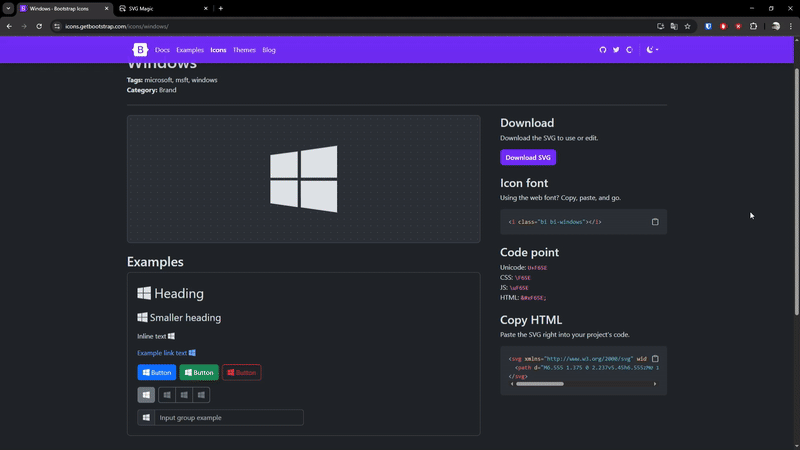 Windows - Bootstrap Icons
SVG Magic
icons.getbootstrap.com/icons/windows/
B
Docs
Examples
Icons
Themes
Blog
Windows
Tags: microsoft, msft, windows
Category: Brand
Download
Download the SVG to use or edit.
Download SVG
Icon font
Using the web font? Copy, paste, and go.
<i class="bi bi-windows"></i>
Code point
Unicode: U+F65E
CSS: \F65E
JS: \uF65E
HTML: &#xF65E;
Copy HTML
Paste the SVG right into your project's code.
<svg xmlns="http://www.w3.org/2000/svg" wid
<path d="M6.555 1.375 0 2.237v5.45h6.555zM0
</svg>
Examples
Heading
Smaller heading
Inline text
Example link text
Button
Button
Button
Input group example